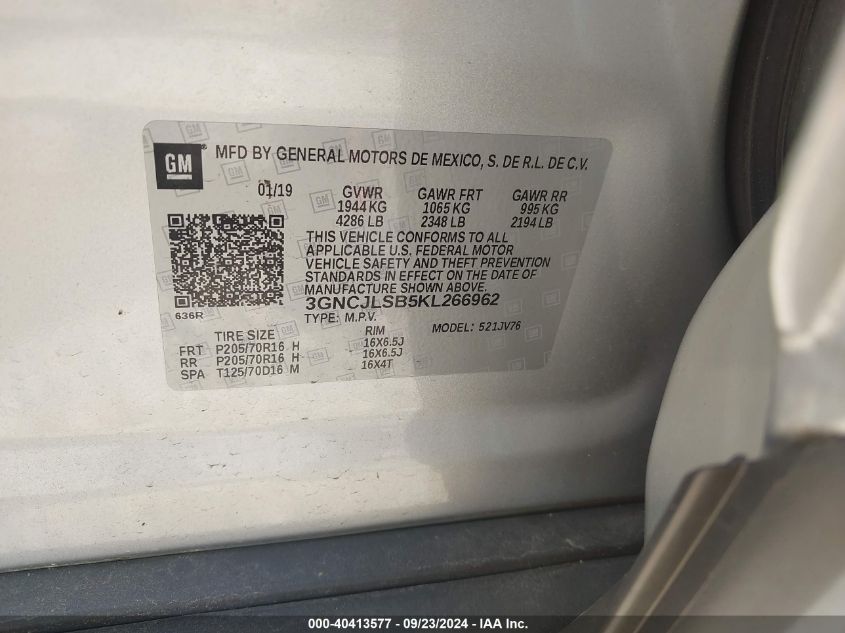 GM
MFD BY GENERAL MOTORS DE MEXICO, S. DE R.L. DE C.V.
01/19 GVWR GAWR FRT GAWR RR
1944 KG 1065 KG 995 KG
4286 LB 2348 LB 2194 LB
THIS VEHICLE CONFORMS TO ALL
APPLICABLE U.S. FEDERAL MOTOR
VEHICLE SAFETY AND THEFT PREVENTION
STANDARDS IN EFFECT ON THE DATE OF
MANUFACTURE SHOWN ABOVE.
3GNCJLSB5KL266962
636R TYPE: M.P.V. MODEL: 521JV76
TIRE SIZE RIM
FRT P205/70R16 H 16X6.5J
RR P205/70R16 H 16X6.5J
SPA T125/70D16 M 16X4T
000-40413577 - 09/23/2024 - IAA Inc.